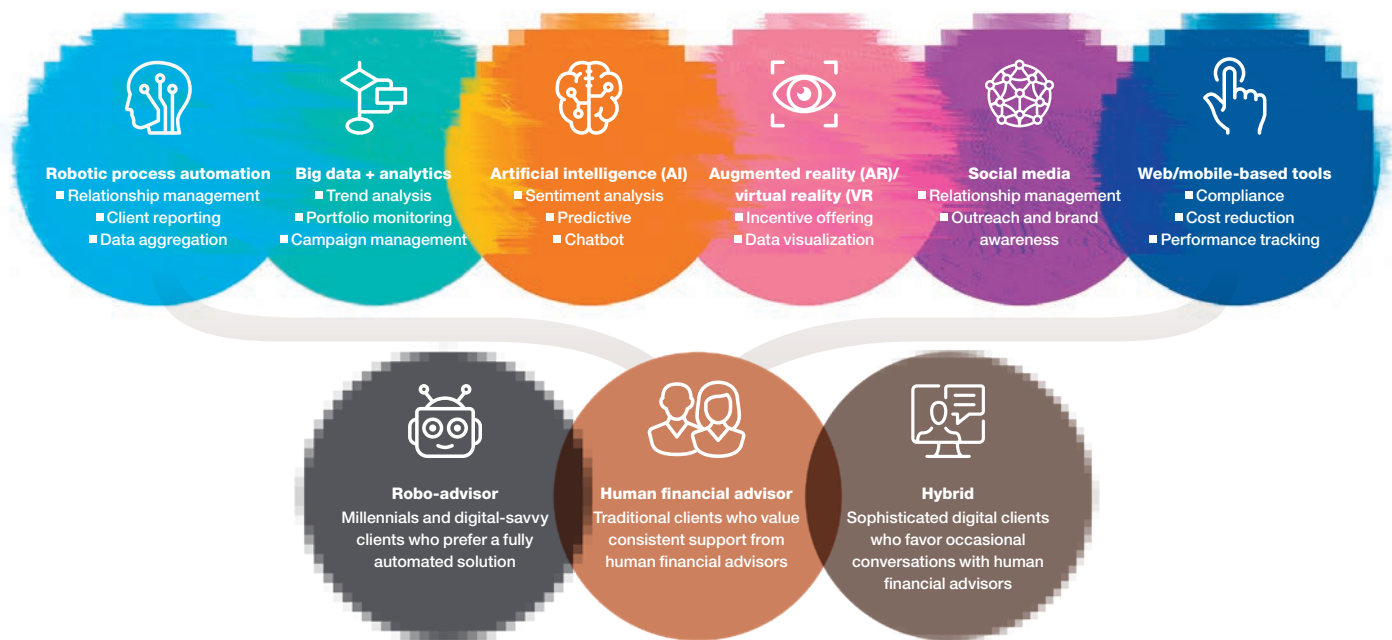 Robotic process automation
■ Relationship management
■ Client reporting
■ Data aggregation
Big data + analytics
■ Trend analysis
■ Portfolio monitoring
■ Campaign management
Artificial intelligence (AI)
■ Sentiment analysis
■ Predictive
■ Chatbot
Augmented reality (AR)/
virtual reality (VR
■ Incentive offering
■ Data visualization
Social media
■ Relationship management
■ Outreach and brand
awareness
Web/mobile-based tools
■ Compliance
■ Cost reduction
■ Performance tracking
Robo-advisor
Millennials and digital-savvy
clients who prefer a fully
automated solution
Human financial advisor
Traditional clients who value
consistent support from
human financial advisors
Hybrid
Sophisticated digital clients
who favor occasional
conversations with human
financial advisors